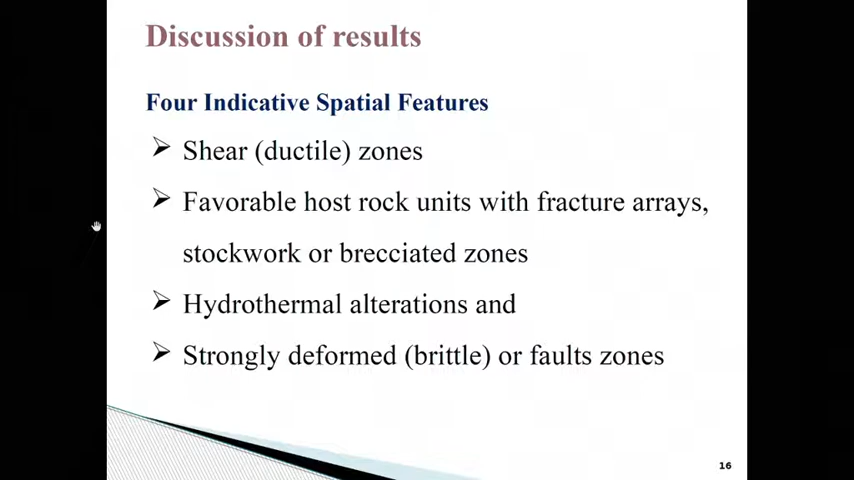 Discussion of results
Four Indicative Spatial Features
➢ Shear (ductile) zones
➢ Favorable host rock units with fracture arrays,
stockwork or brecciated zones
➢ Hydrothermal alterations and
➢ Strongly deformed (brittle) or faults zones
16